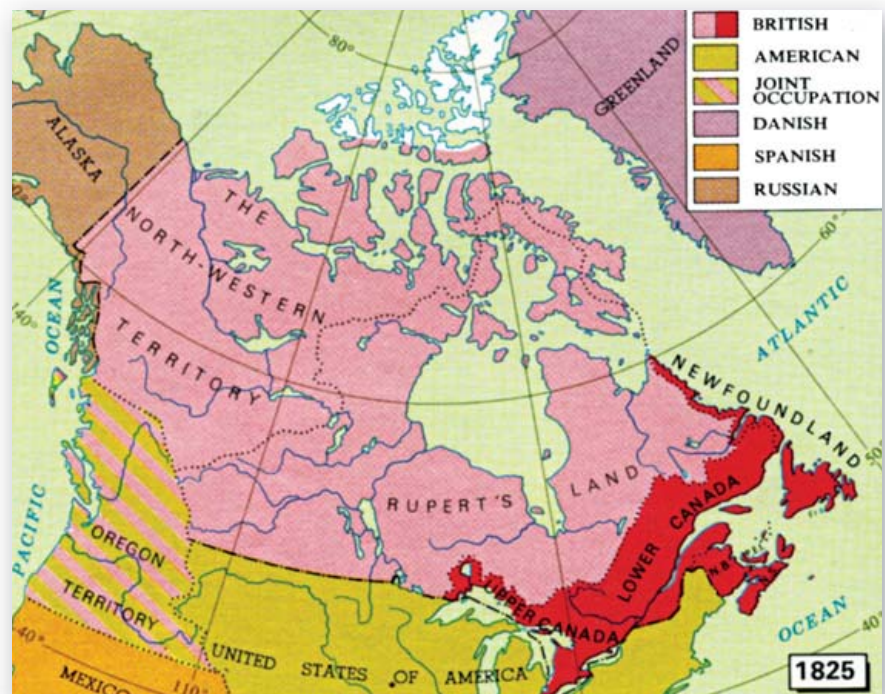 BRITISH
AMERICAN
JOINT
OCCUPATION
DANISH
SPANISH
RUSSIAN
80°
GREENLAND
ALASKA
THE
NORTH-WESTERN
TERRITORY
60°
140°
OCEAN
ATLANTIC
NEWFOUNDLAND
50
RUPERT'S
LAND
LOWER CANADA
UPPER
CANADA
N.B.
PACIFIC
OREGON
TERRITORY
OCEAN
40°
40°
UNITED STATES OF AMERICA
MEXICO
110°
1825